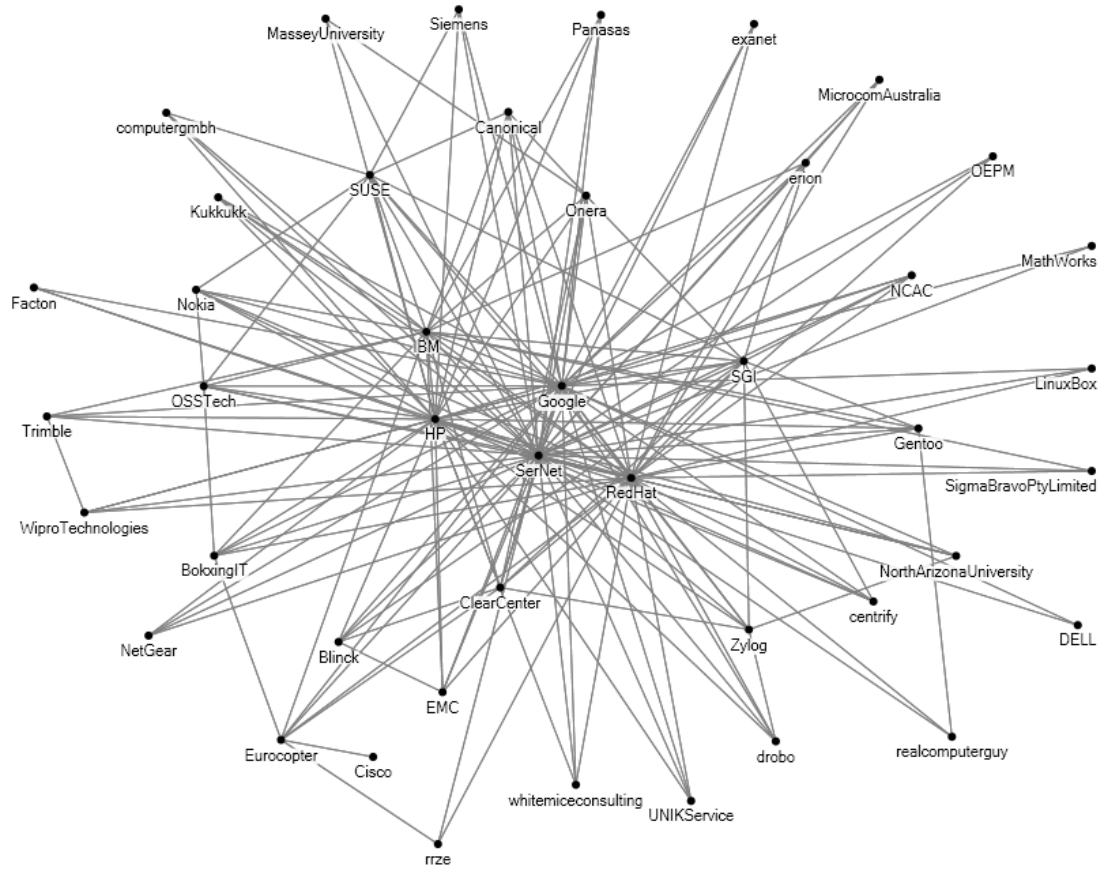 Siemens
MasseyUniversity
Panasas
exanet
MicrocomAustralia
computergmbh
Canonical
OEPM
erion
SUSE
Kukkukk
Onera
MathWorks
NCAC
Facton
Nokia
IBM
SGI
LinuxBox
OSSTech
Google
Trimble
HP
Gentoo
SerNet
SigmaBravoPtyLimited
RedHat
WiproTechnologies
BokxingIT
NorthArizonaUniversity
ClearCenter
centrify
DELL
NetGear
Zylog
Blinck
EMC
Eurocopter
realcomputerguy
drobo
Cisco
whitemiceconsulting
UNIKService
rrze